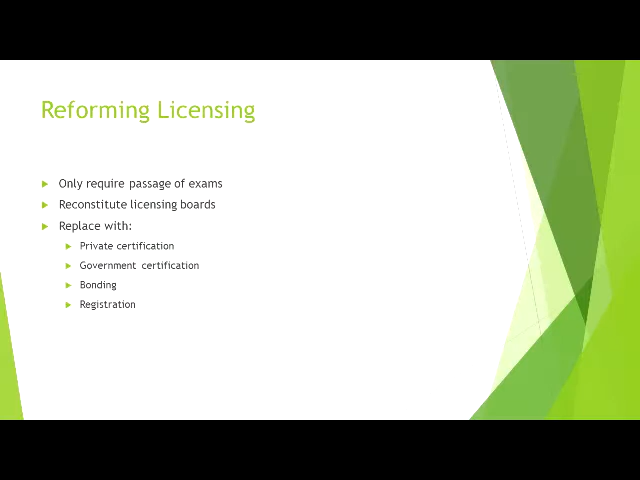 Reforming Licensing
Only require passage of exams
Reconstitute licensing boards
Replace with:
Private certification
Government certification
Bonding
Registration